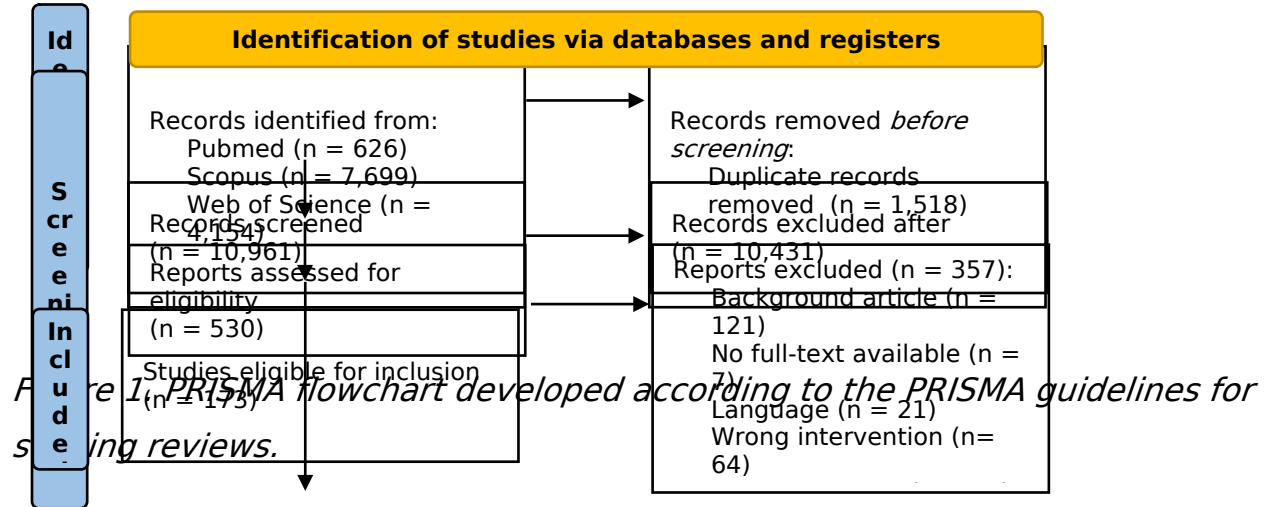 Identification of studies via databases and registers
Id
e
Records identified from:
Pubmed (n = 626)
Scopus (n = 7,699)
Web of Science (n =
4,154)
Records removed before
screening:
Duplicate records
removed (n = 1,518)
S
cr
e
e
ni
Records screened
(n = 10,961)
Records excluded after
(n = 10,431)
Reports assessed for
eligibility
(n = 530)
Reports excluded (n = 357):
Background article (n =
121)
No full-text available (n =
7)
Language (n = 21)
Wrong intervention (n=
64)
In
cl
u
d
e
Studies eligible for inclusion
(n = 173)
1. PRISMA flowchart developed according to the PRISMA guidelines for
reviews.